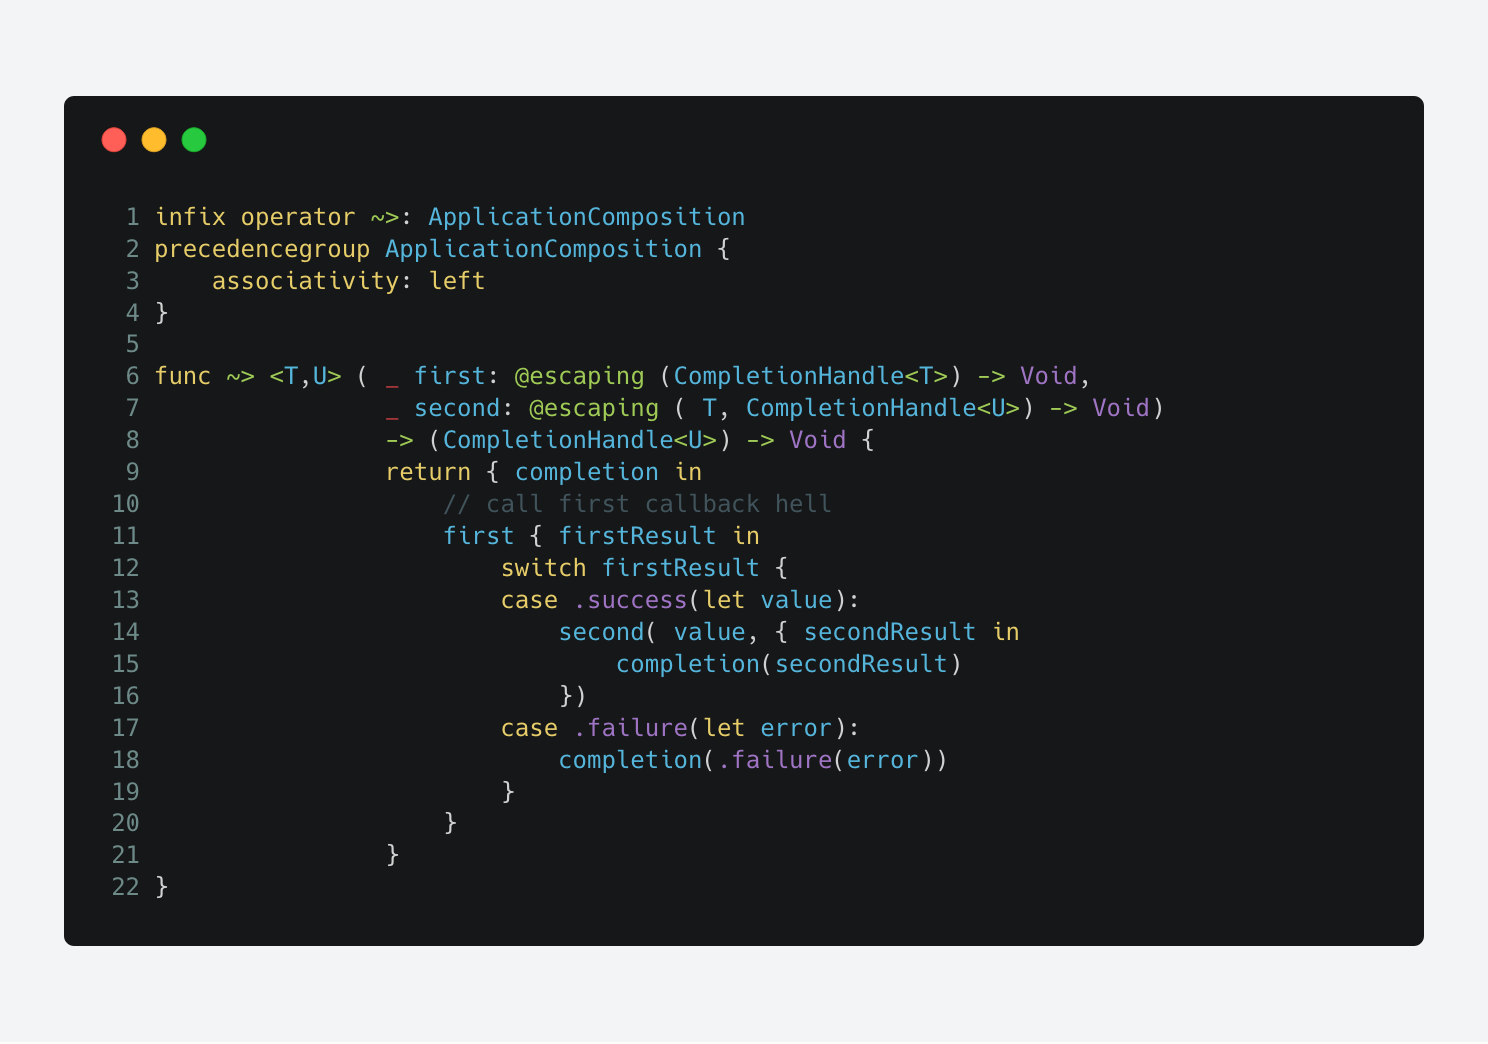 1 infix operator ~>: ApplicationComposition
2 precedencegroup ApplicationComposition {
3     associativity: left
4 }
5
6 func ~> <T,U> ( _ first: @escaping (CompletionHandle<T>) -> Void,
7                 _ second: @escaping ( T, CompletionHandle<U>) -> Void)
8                 -> (CompletionHandle<U>) -> Void {
9                 return { completion in
10                     // call first callback hell
11                     first { firstResult in
12                         switch firstResult {
13                         case .success(let value):
14                             second( value, { secondResult in
15                                 completion(secondResult)
16                             })
17                         case .failure(let error):
18                             completion(.failure(error))
19                         }
20                     }
21                 }
22 }